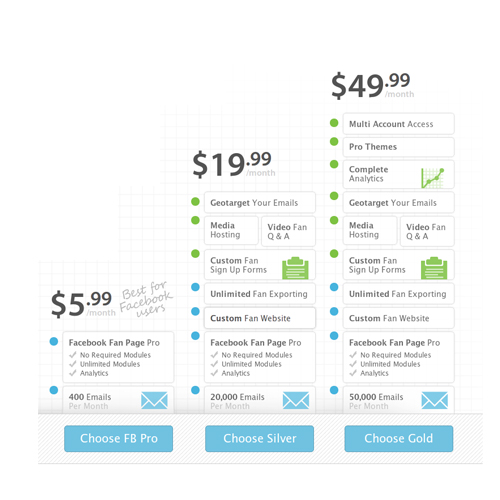 $5.99
/month
Best for
Facebook
users
Facebook Fan Page Pro
No Required Modules
Unlimited Modules
Analytics
400 Emails
Per Month
Choose FB Pro
$19.99
/month
Geotarget Your Emails
Media
Hosting
Video Fan
Q & A
Custom Fan
Sign Up Forms
Unlimited Fan Exporting
Custom Fan Website
Facebook Fan Page Pro
No Required Modules
Unlimited Modules
Analytics
20,000 Emails
Per Month
Choose Silver
$49.99
/month
Multi Account Access
Pro Themes
Complete
Analytics
Geotarget Your Emails
Media
Hosting
Video Fan
Q & A
Custom Fan
Sign Up Forms
Unlimited Fan Exporting
Custom Fan Website
Facebook Fan Page Pro
No Required Modules
Unlimited Modules
Analytics
50,000 Emails
Per Month
Choose Gold